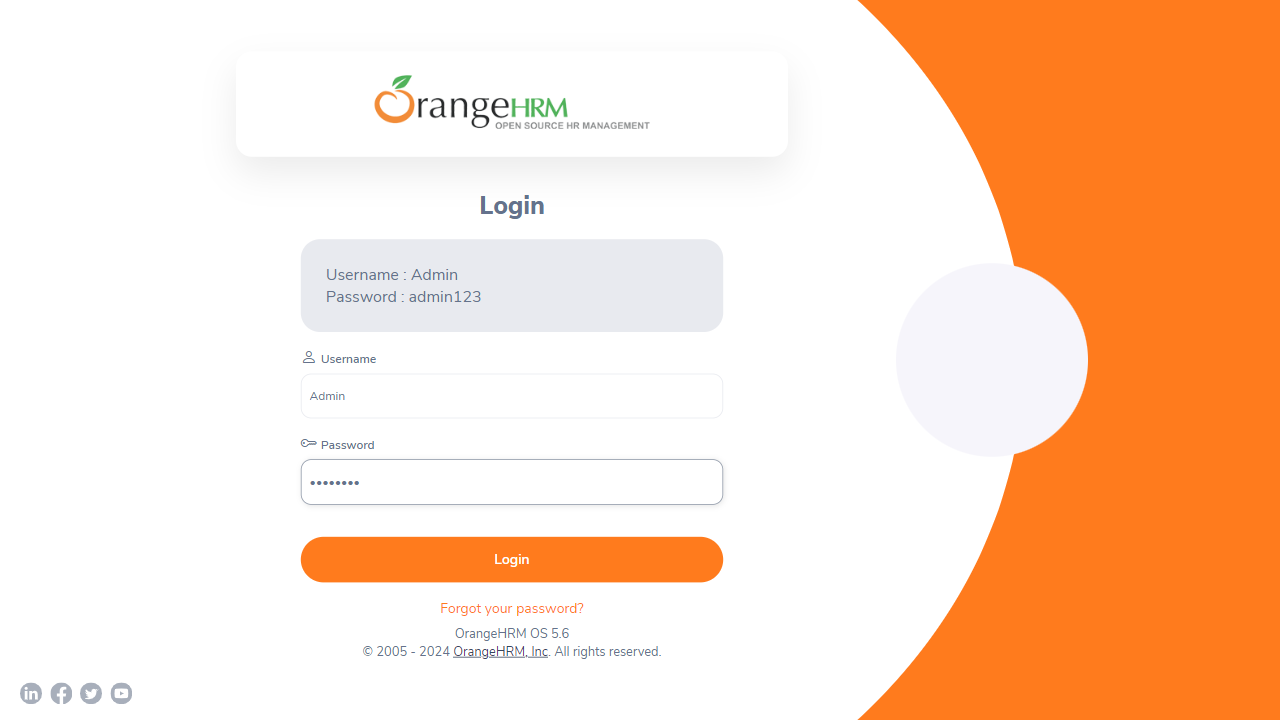 OrangeHRM
OPEN SOURCE HR MANAGEMENT
Login
Username : Admin
Password : admin123
Username
Admin
Password
••••••••
Login
Forgot your password?
OrangeHRM OS 5.6
© 2005 - 2024 OrangeHRM, Inc. All rights reserved.